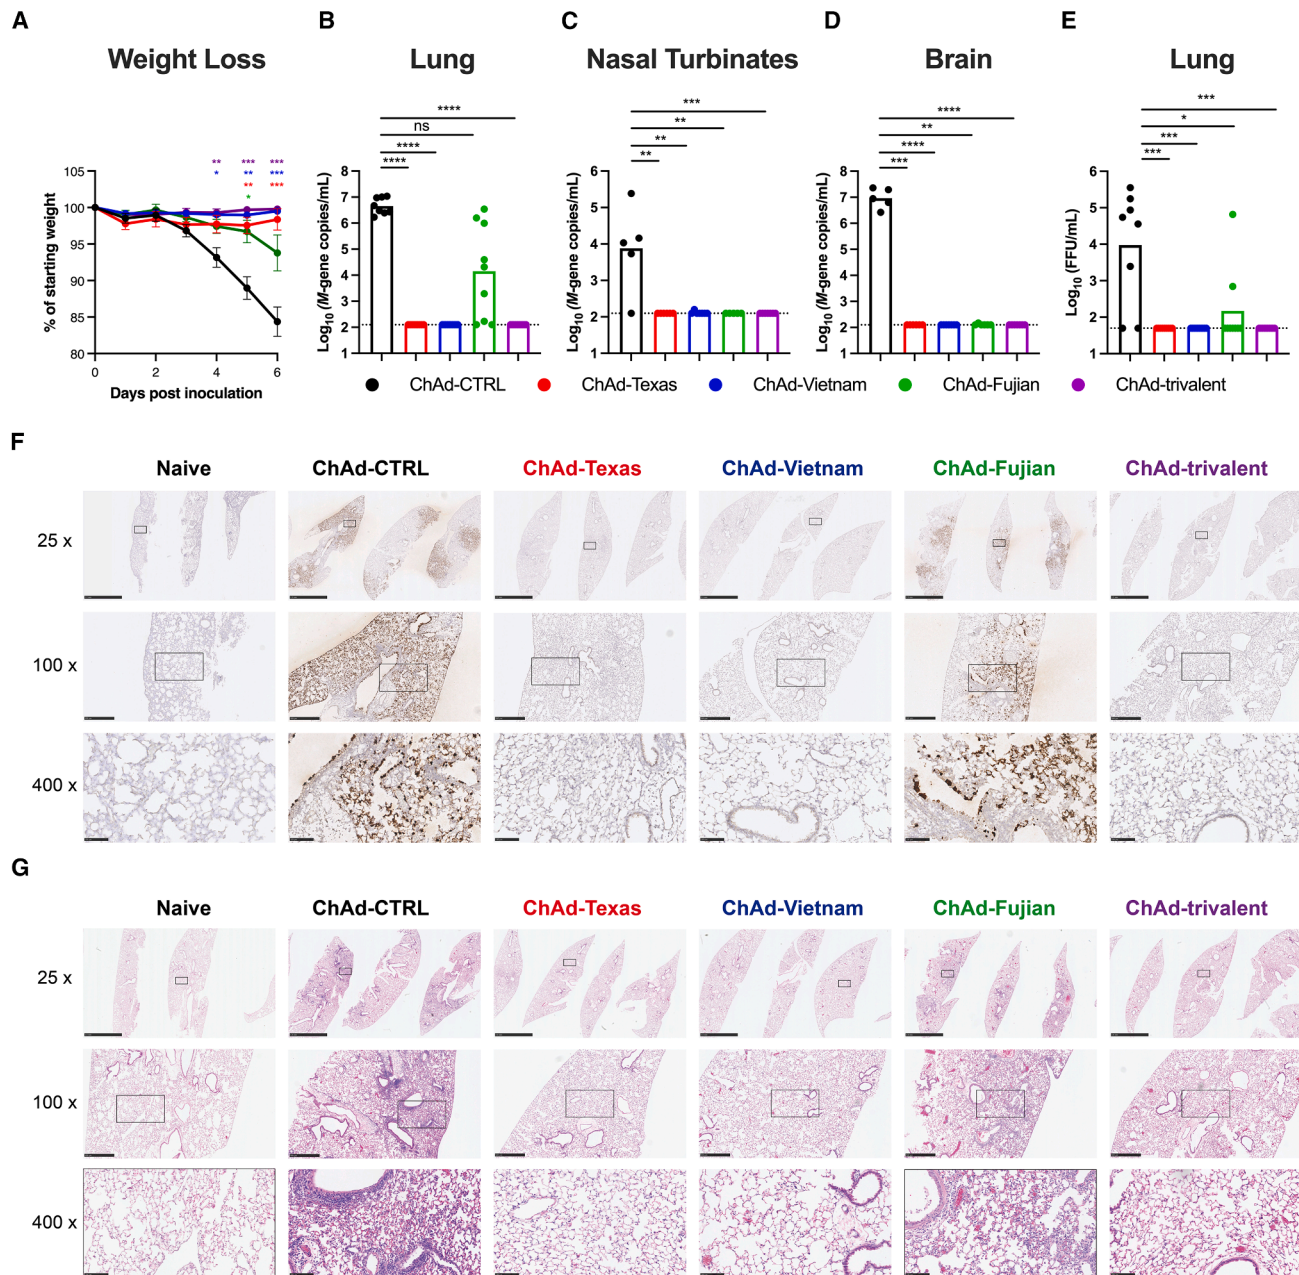 A
B
C
D
E
Weight Loss
Lung
Nasal Turbinates
Brain
Lung
** *** ***
* ** ***
** ***
*
105
100
95
90
85
80
% of starting weight
0 2 4 6
Days post inoculation
****
ns
****
****
8
7
6
5
4
3
2
1
Log10 (M-gene copies/mL)
***
**
**
**
6
5
4
3
2
1
Log10 (M-gene copies/mL)
****
**
****
***
8
7
6
5
4
3
2
1
Log10 (M-gene copies/mL)
***
*
***
***
6
5
4
3
2
1
Log10 (FFU/mL)
ChAd-CTRL ChAd-Texas ChAd-Vietnam ChAd-Fujian ChAd-trivalent
F
Naive ChAd-CTRL ChAd-Texas ChAd-Vietnam ChAd-Fujian ChAd-trivalent
25 x
100 x
400 x
G
Naive ChAd-CTRL ChAd-Texas ChAd-Vietnam ChAd-Fujian ChAd-trivalent
25 x
100 x
400 x